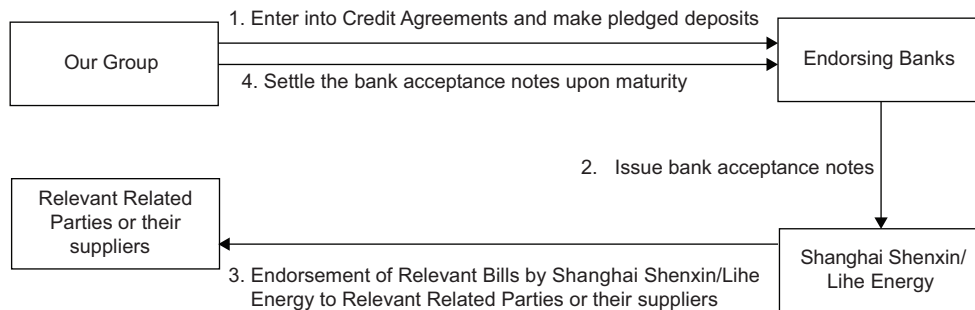 1. Enter into Credit Agreements and make pledged deposits
Our Group
Endorsing Banks
4. Settle the bank acceptance notes upon maturity
2. Issue bank acceptance notes
Relevant Related
Parties or their
suppliers
Shanghai Shenxin/
Lihe Energy
3. Endorsement of Relevant Bills by Shanghai Shenxin/Lihe
Energy to Relevant Related Parties or their suppliers